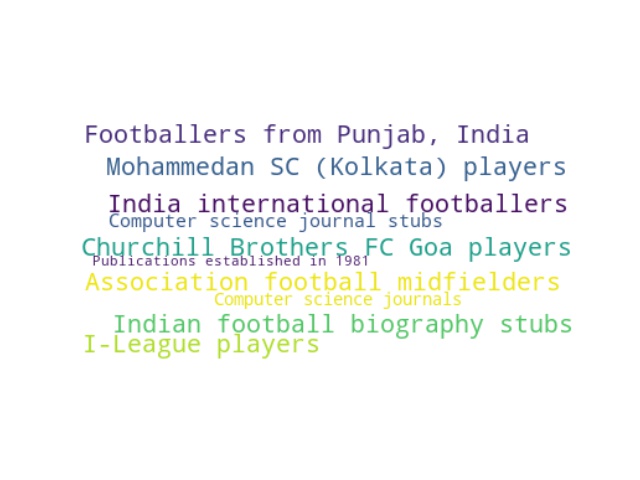 Footballers from Punjab, India
Mohammedan SC (Kolkata) players
India international footballers
Computer science journal stubs
Churchill Brothers FC Goa players
Publications established in 1981
Association football midfielders
Computer science journals
Indian football biography stubs
I-League players